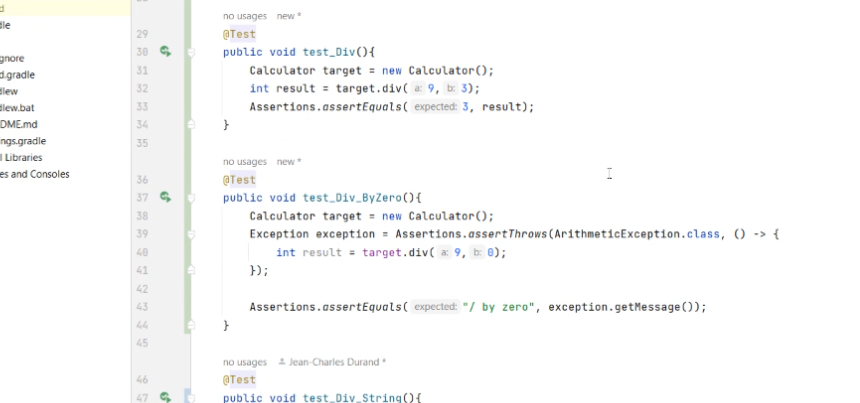 d
dle
gnore
d.gradle
dlew
dlew.bat
DME.md
ngs.gradle
l Libraries
es and Consoles
no usages new *
29 @Test
30 public void test_Div(){
31 Calculator target = new Calculator();
32 int result = target.div( a: 9, b: 3);
33 Assertions.assertEquals( expected: 3, result);
34 }
35
no usages new *
36 @Test
37 public void test_Div_ByZero(){
38 Calculator target = new Calculator();
39 Exception exception = Assertions.assertThrows(ArithmeticException.class, () -> {
40 int result = target.div( a: 9, b: 0);
41 });
42
43 Assertions.assertEquals( expected: "/ by zero", exception.getMessage());
44 }
45
no usages Jean-Charles Durand *
46 @Test
47 public void test_Div_String(){